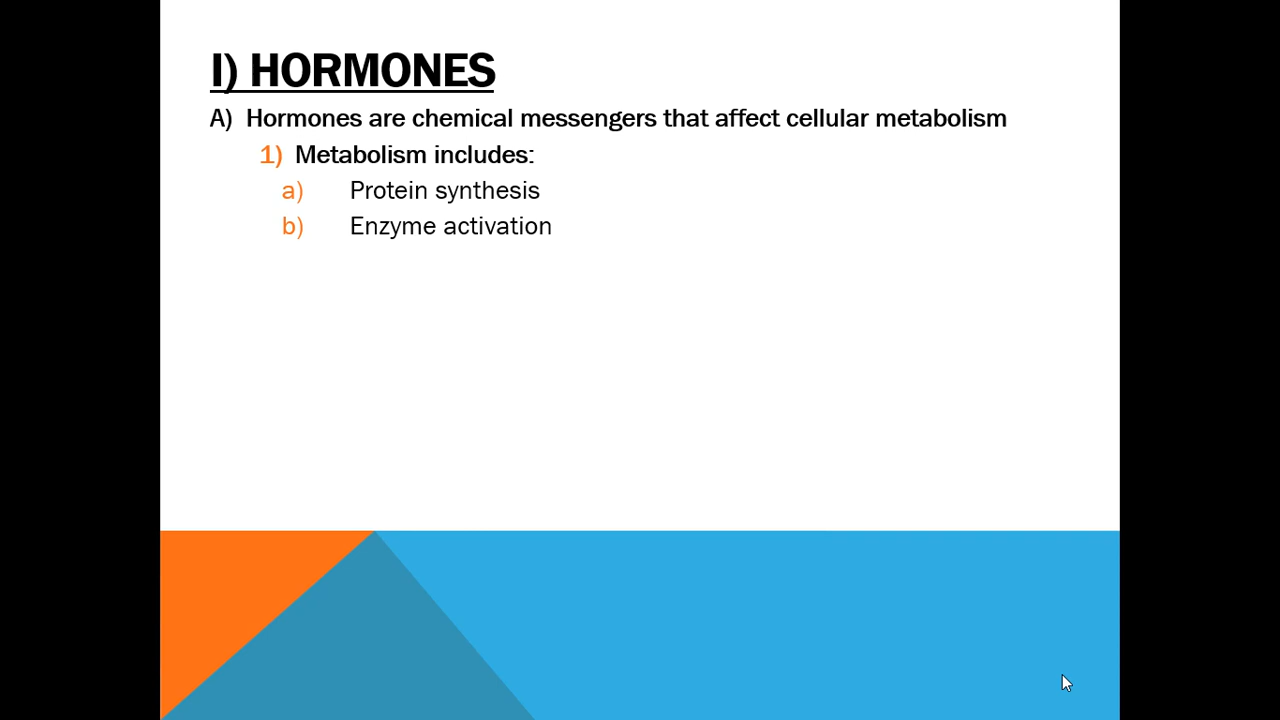 I) HORMONES
A) Hormones are chemical messengers that affect cellular metabolism
1) Metabolism includes:
a) Protein synthesis
b) Enzyme activation